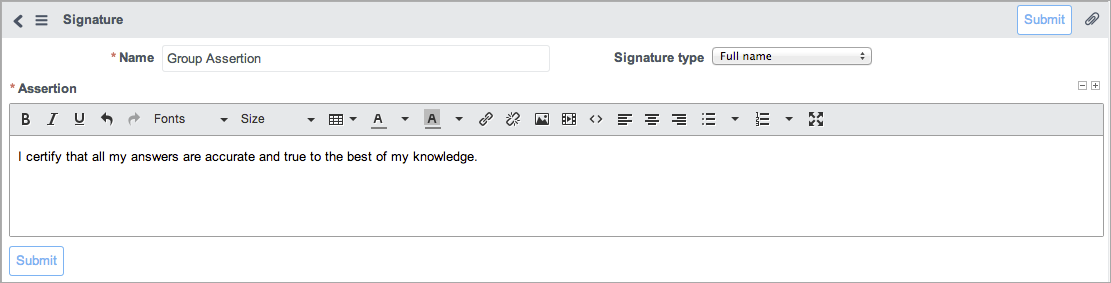 Signature Submit
* Name Group Assertion Signature type Full name
* Assertion
B I U Fonts Size A A
I certify that all my answers are accurate and true to the best of my knowledge.
Submit